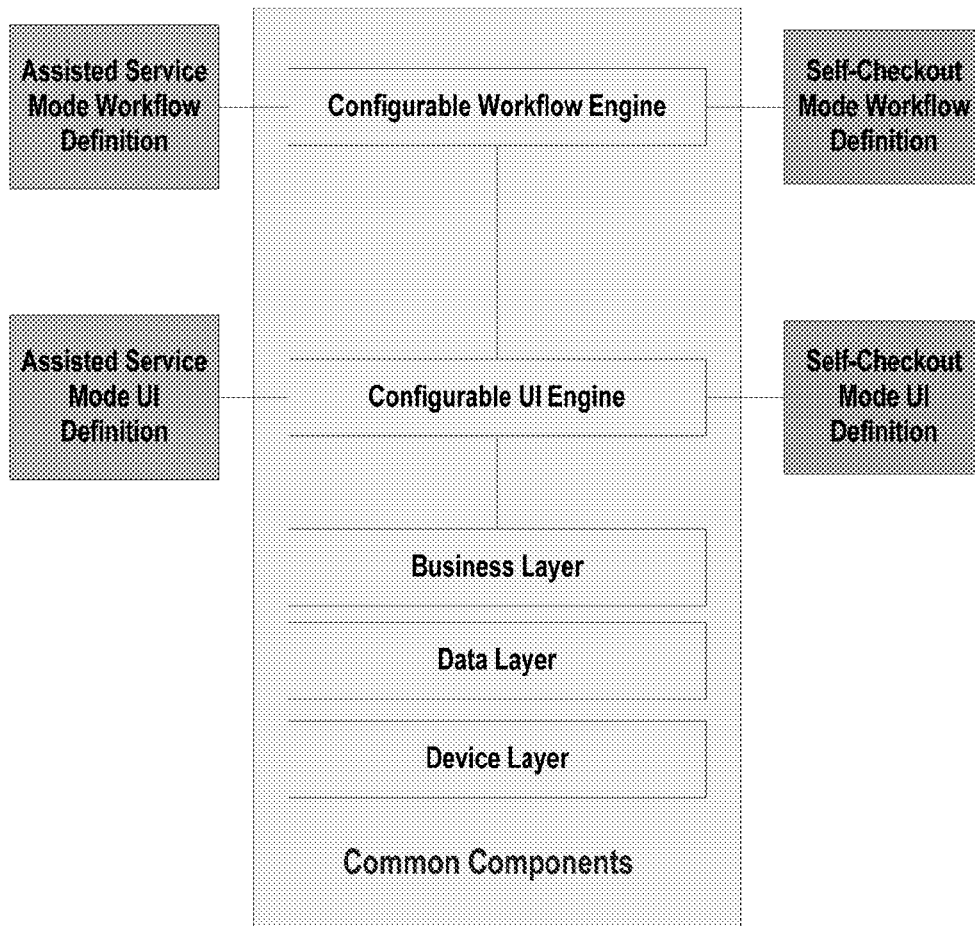 Assisted Service
Mode Workflow
Definition
Configurable Workflow Engine
Self-Checkout
Mode Workflow
Definition
Assisted Service
Mode UI
Definition
Configurable UI Engine
Self-Checkout
Mode UI
Definition
Business Layer
Data Layer
Device Layer
Common Components